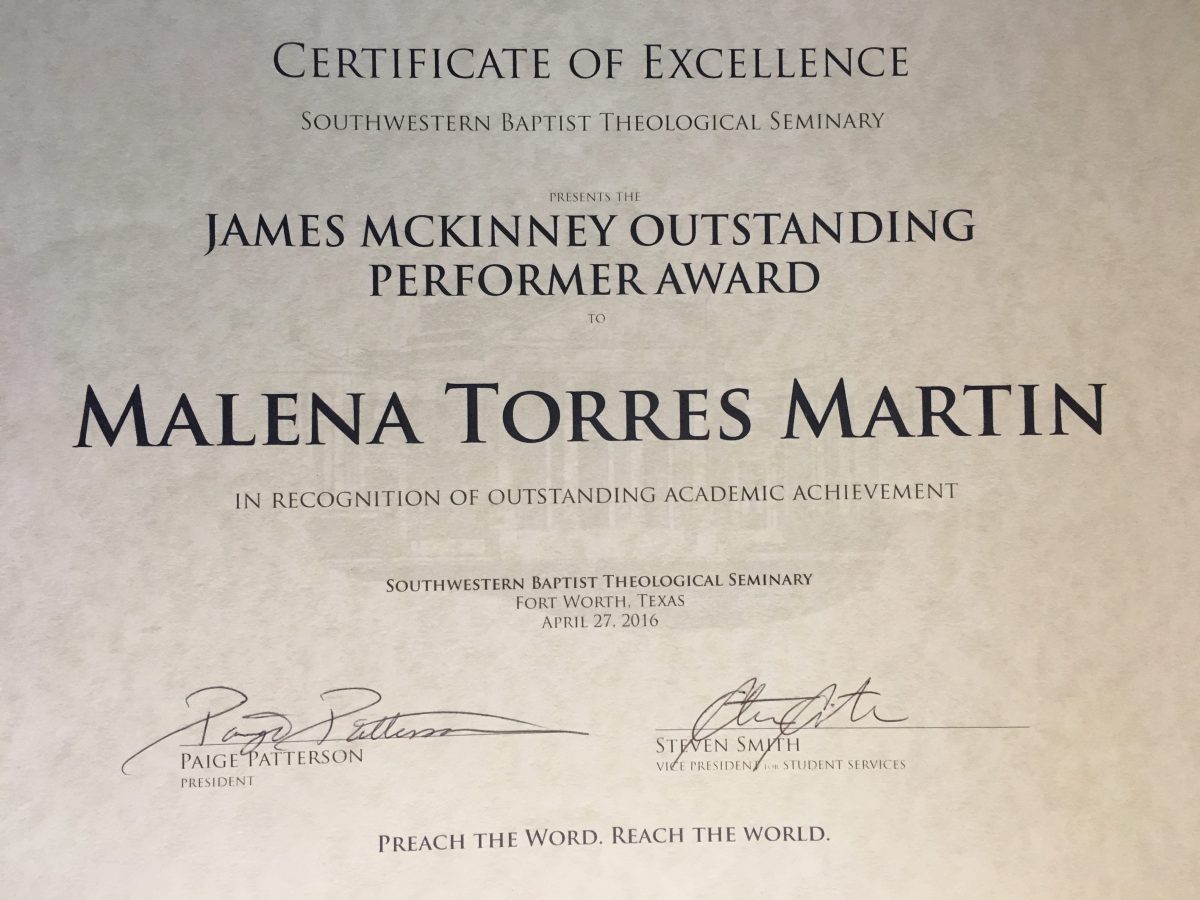 Certificate of Excellence
Southwestern Baptist Theological Seminary
presents the
James McKinney Outstanding
Performer Award
to
Malena Torres Martin
in recognition of outstanding academic achievement
Southwestern Baptist Theological Seminary
Fort Worth, Texas
April 27, 2016
Paige Patterson
Paige Patterson
President
Steven Smith
Vice President for Student Services
Preach the Word. Reach the world.